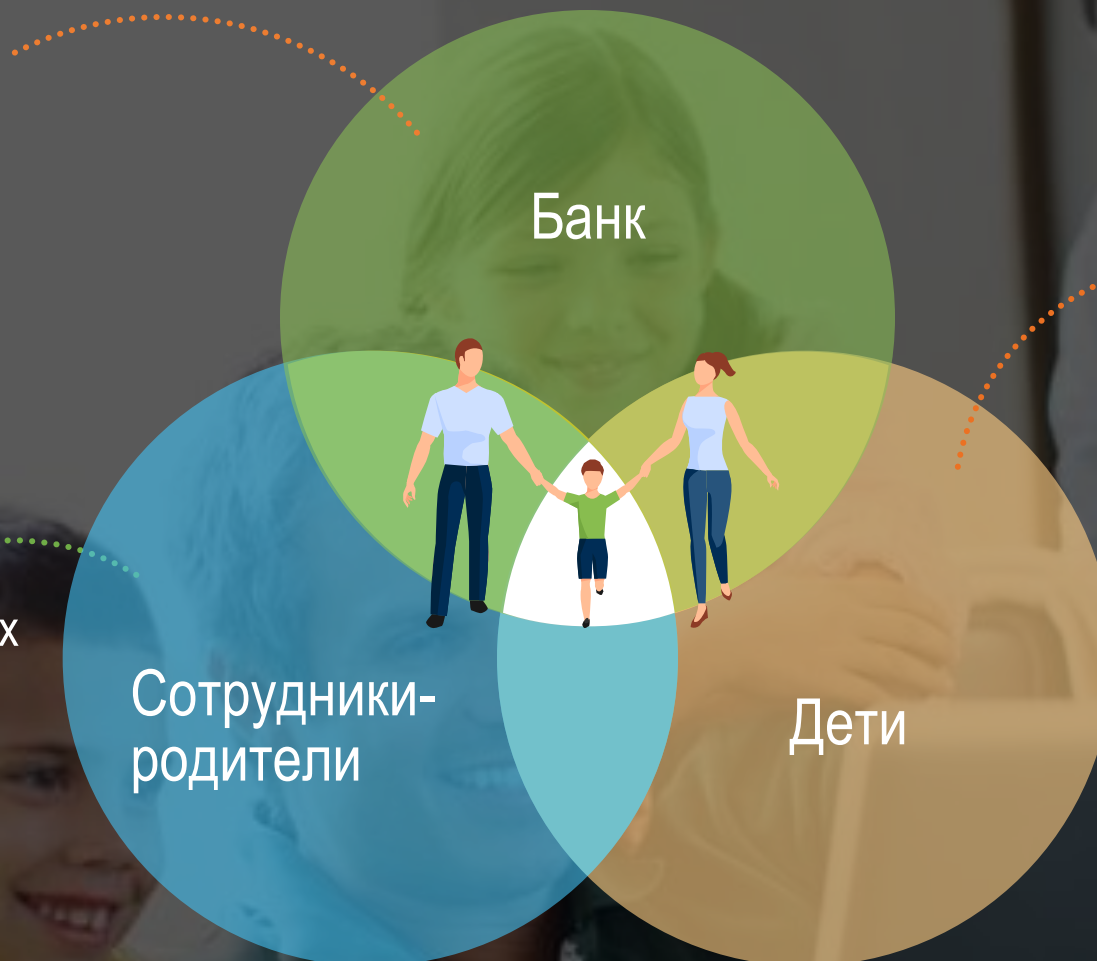 Банк
х
Сотрудники-
родители
Дети